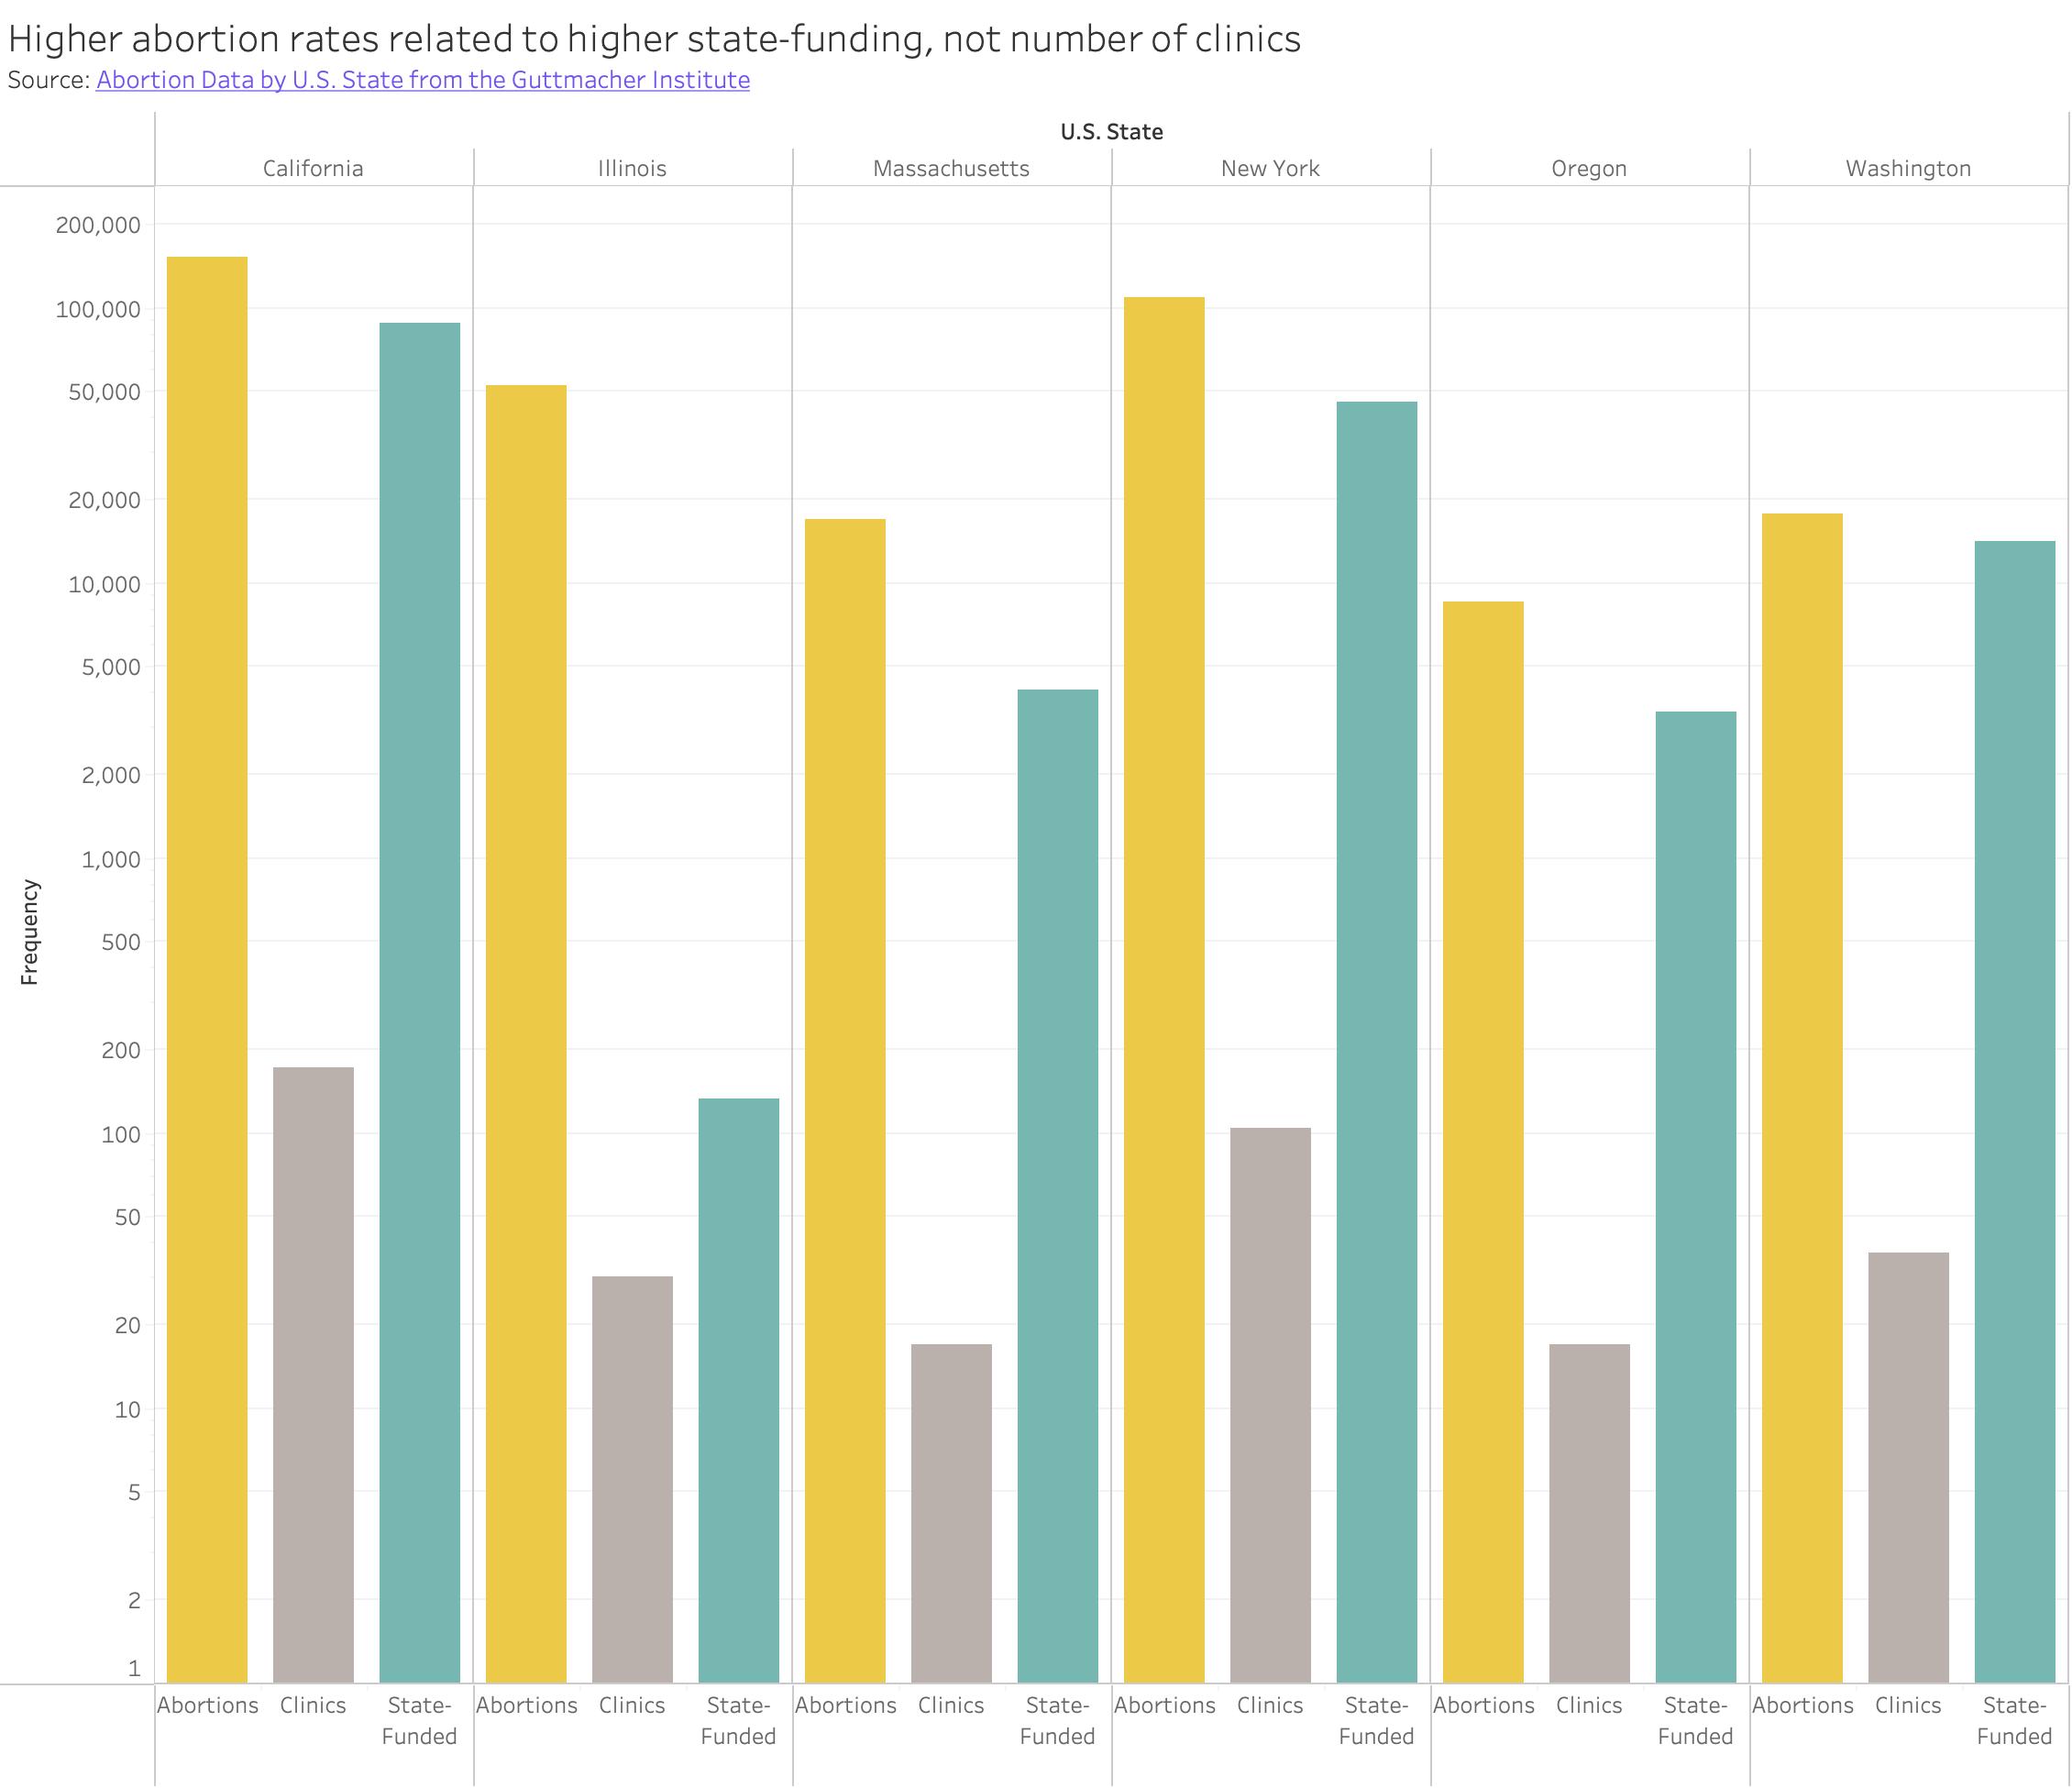 Higher abortion rates related to higher state-funding, not number of clinics
Source: Abortion Data by U.S. State from the Guttmacher Institute
U.S. State
California Illinois Massachusetts New York Oregon Washington
200,000
100,000
50,000
20,000
10,000
5,000
2,000
1,000
Frequency
500
200
100
50
20
10
5
2
1
Abortions Clinics State- Abortions Clinics State- Abortions Clinics State- Abortions Clinics State- Abortions Clinics State- Abortions Clinics State-
Funded Funded Funded Funded Funded Funded